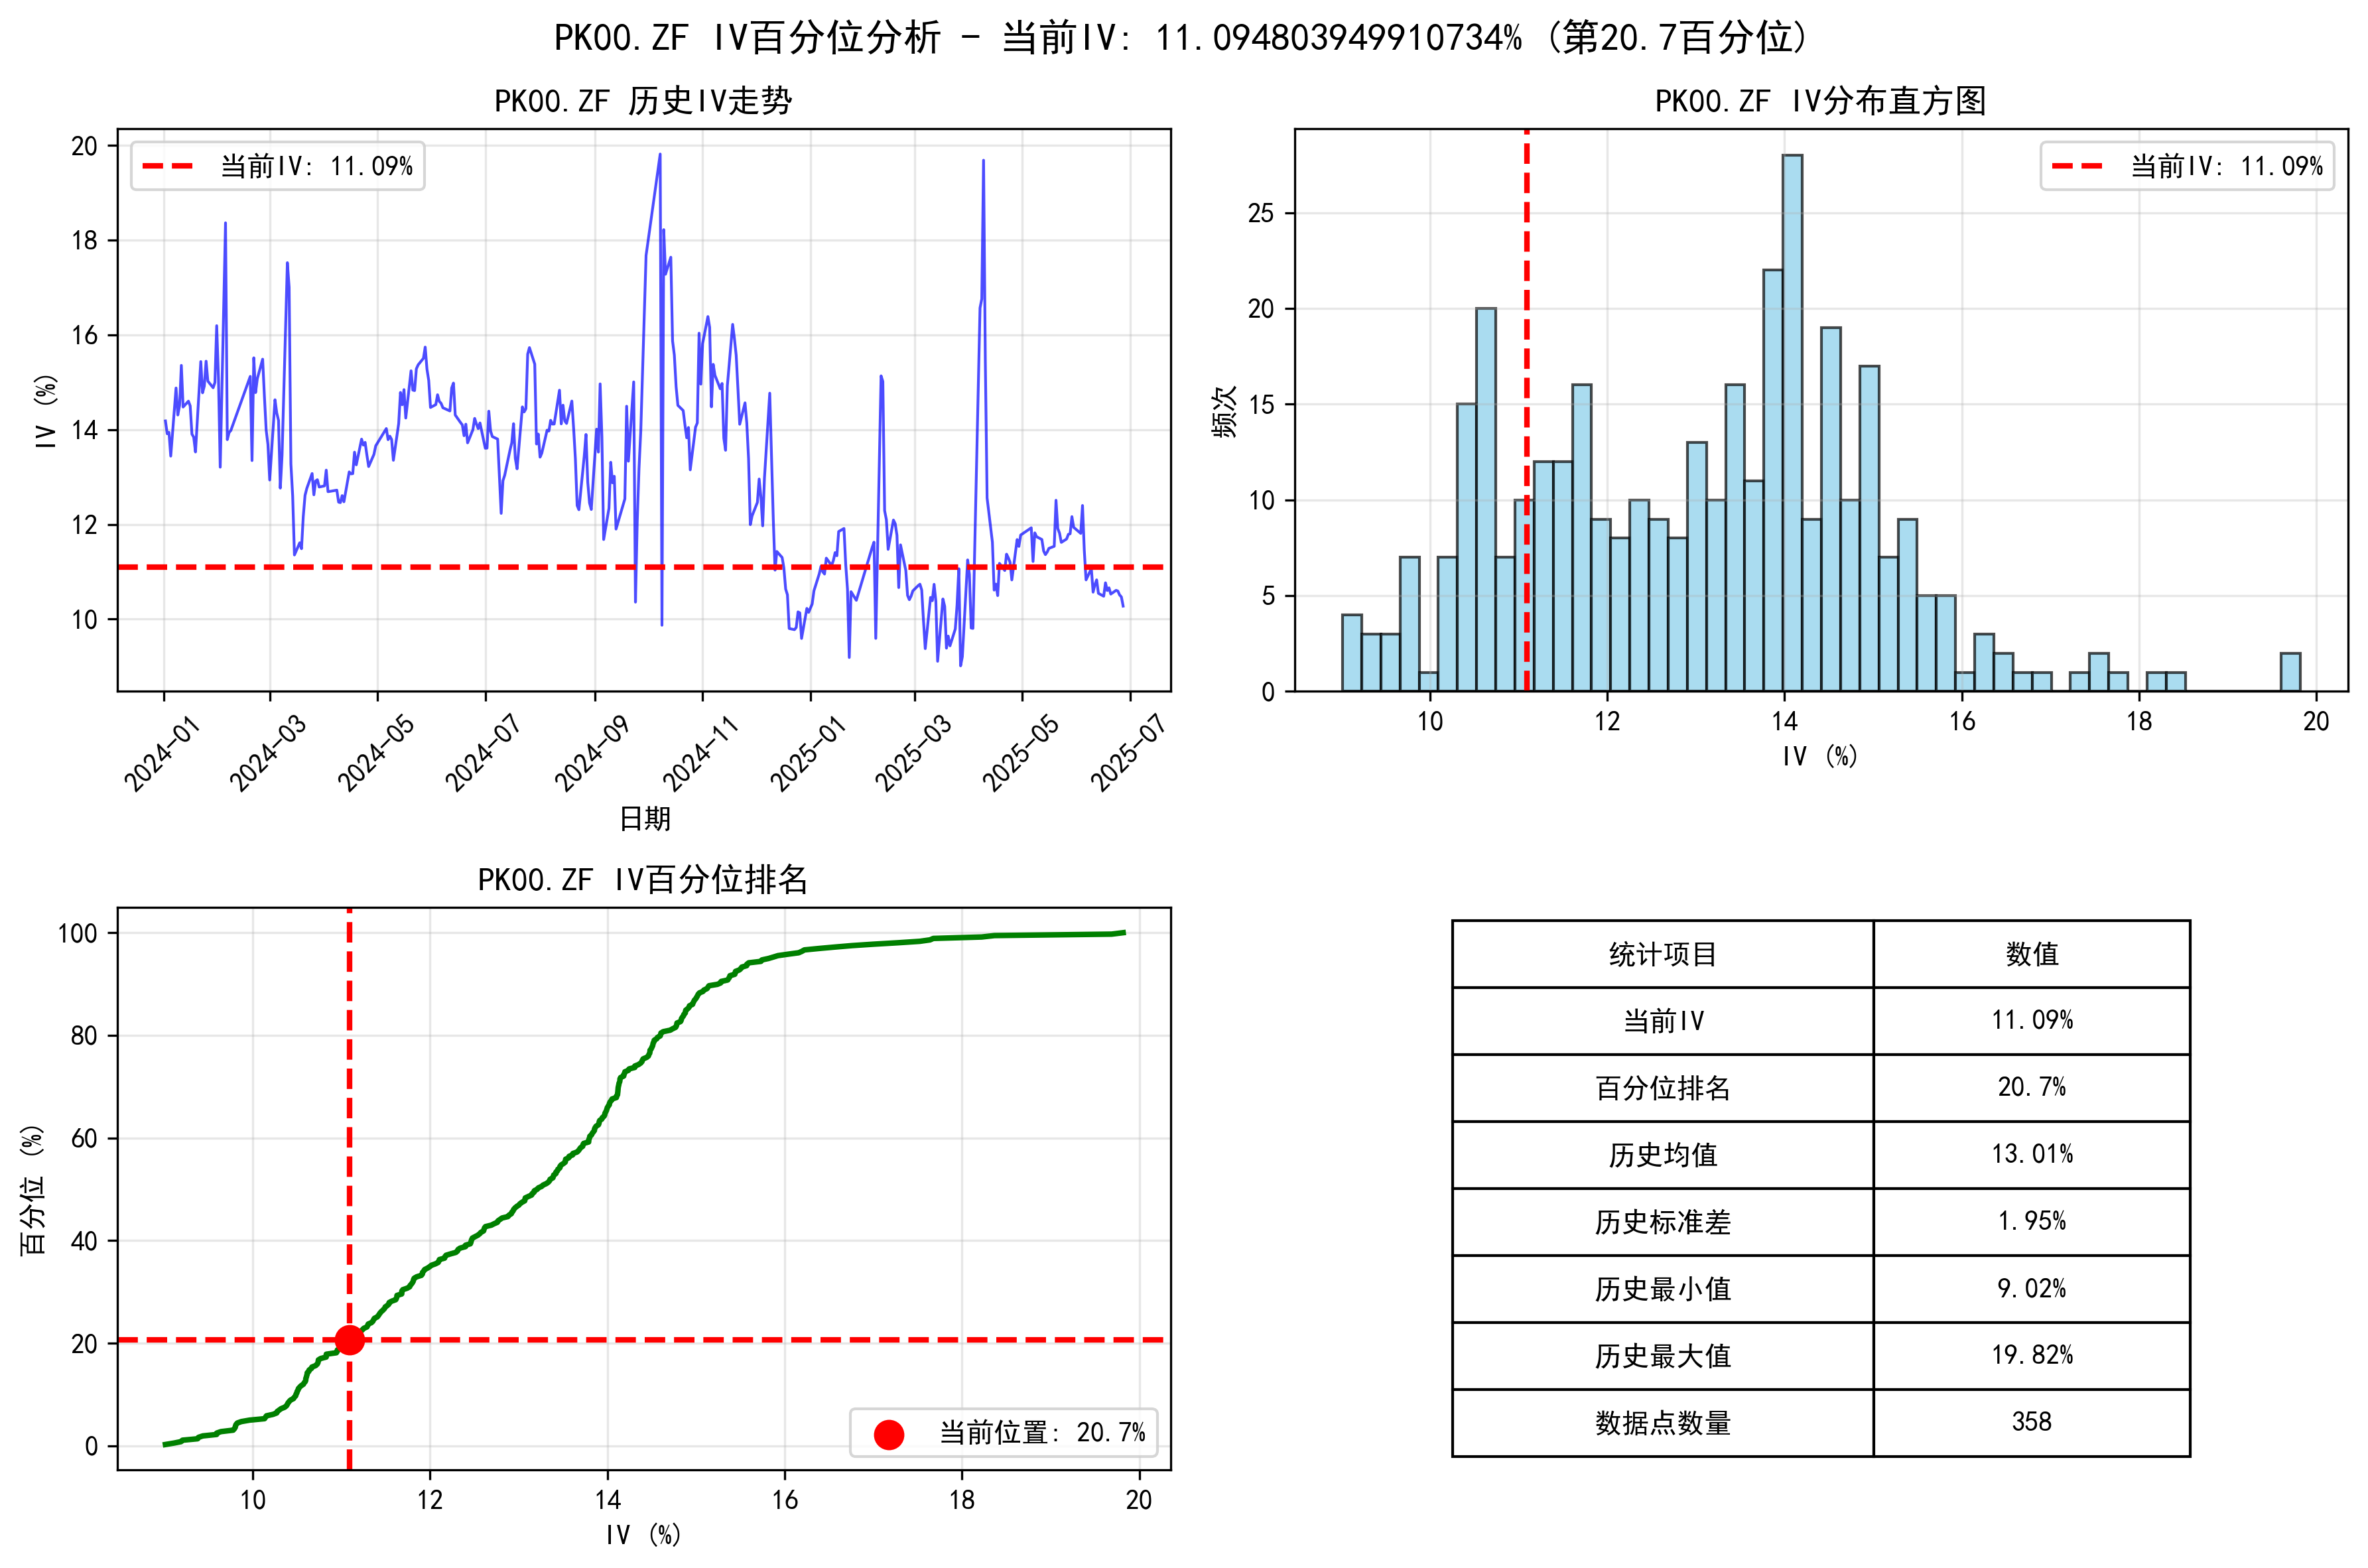 PK00.ZF IV百分位分析 - 当前IV: 11.094803949910734% (第20.7百分位)
PK00.ZF 历史IV走势
当前IV: 11.09%
20
18
16
14
12
10
IV (%)
2024-01
2024-03
2024-05
2024-07
2024-09
2024-11
2025-01
2025-03
2025-05
2025-07
日期
PK00.ZF IV分布直方图
当前IV: 11.09%
25
20
15
10
5
0
频次
10
12
14
16
18
20
IV (%)
PK00.ZF IV百分位排名
100
80
60
40
20
0
百分位 (%)
当前位置: 20.7%
10
12
14
16
18
20
IV (%)
统计项目 数值
当前IV 11.09%
百分位排名 20.7%
历史均值 13.01%
历史标准差 1.95%
历史最小值 9.02%
历史最大值 19.82%
数据点数量 358